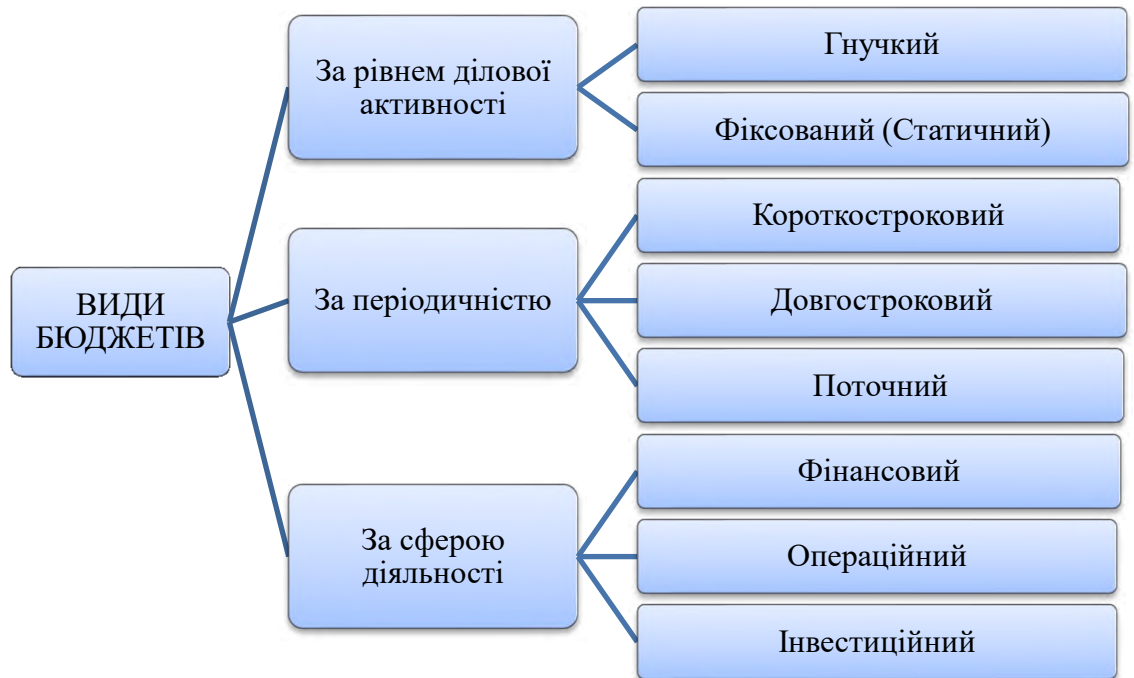 ВИДИ
БЮДЖЕТІВ
За рівнем ділової
активності
Гнучкий
Фіксований (Статичний)
За періодичністю
Короткостроковий
Довгостроковий
Поточний
За сферою
діяльності
Фінансовий
Операційний
Інвестиційний